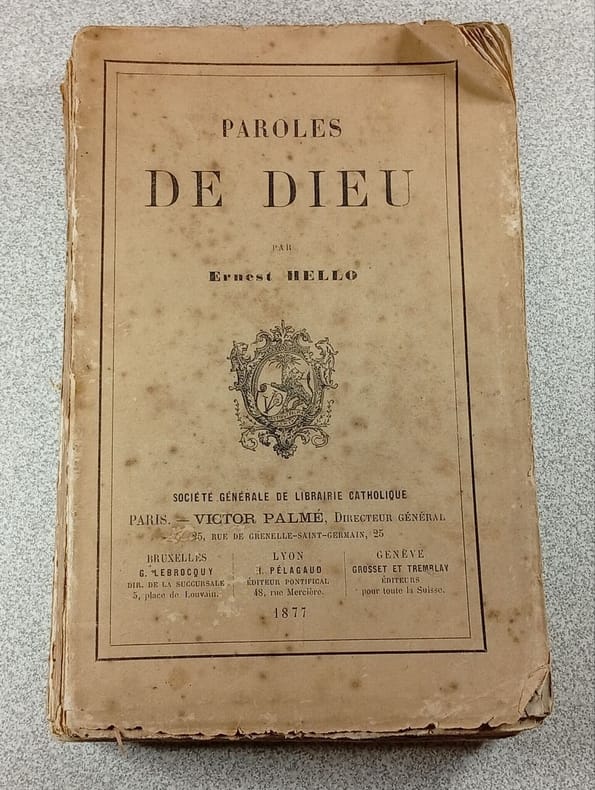 PAROLES
DE DIEU
PAR
Ernest HELLO
SOCIÉTÉ GÉNÉRALE DE LIBRAIRIE CATHOLIQUE
PARIS. — VICTOR PALMÉ, DIRECTEUR GÉNÉRAL
25, RUE DE GRENELLE-SAINT-GERMAIN, 25
BRUXELLES
G. LEBROCQUY
DIR. DE LA SUCCURSALE
5, place de Louvain.
LYON
H. PÉLAGAUD
ÉDITEUR PONTIFICAL
48, rue Mercière.
GENÈVE
GROSSET ET TREMBLAY
ÉDITEURS
pour toute la Suisse.
1877